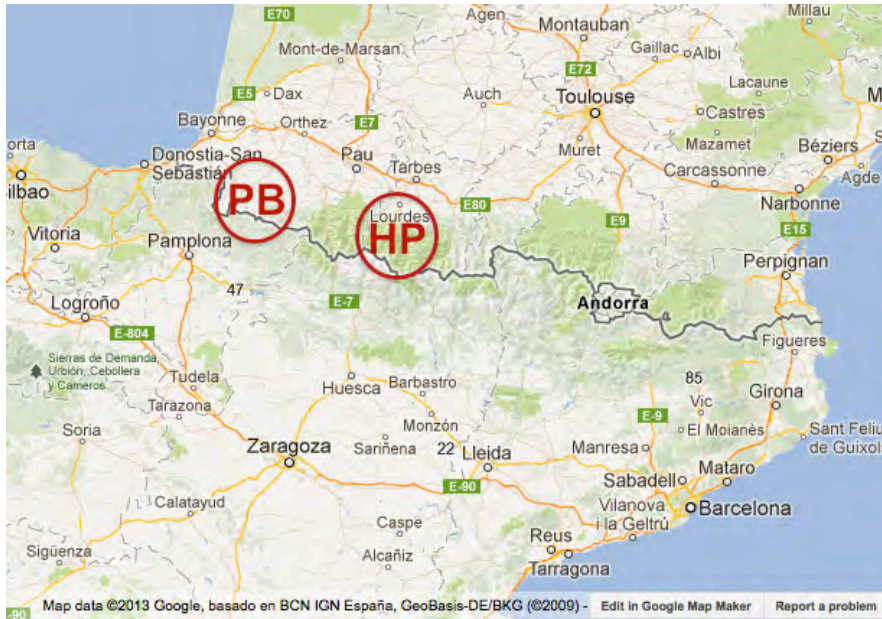 E70
Agen
Montauban
Millau
Mont-de-Marsan
Gaillac
Albi
E72
E5
Dax
Auch
Lacaune
Toulouse
Bayonne
Orthez
E7
Castres
Donostia-San
Sebastián
Pau
Tarbes
Muret
Mazamet
Béziers
Carcassonne
Agde
ilbao
PB
Lourdes
E80
Narbonne
HP
E9
E15
Vitoria
Pamplona
Perpignan
47
E-7
Andorra
Logroño
E-804
Figueres
Sierras de Demanda,
Urbión, Cebollera
y Cameros
Tudela
Huesca
Barbastro
85
Girona
Tarazona
Vic
E-9
Monzón
El Moianès
Soria
Sant Feliu
de Guixols
Zaragoza
Sariñena
22
Lleida
Manresa
E-90
Sabadell
Mataro
Calatayud
Vilanova
i la Geltrú
Barcelona
Caspe
Reus
Sigüenza
Alcañiz
Tarragona
-90
Map data ©2013 Google, basado en BCN IGN España, GeoBasis-DE/BKG (©2009) -
Edit in Google Map Maker
Report a problem